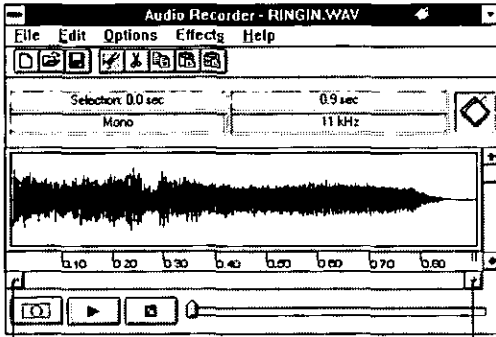 Audio Recorder - RINGIN.WAV
File Edit Options Effects Help
Selection: 0.0 sec 0.9 sec
Mono 11 kHz
0.10 0.20 0.30 0.40 0.50 0.60 0.70 0.80